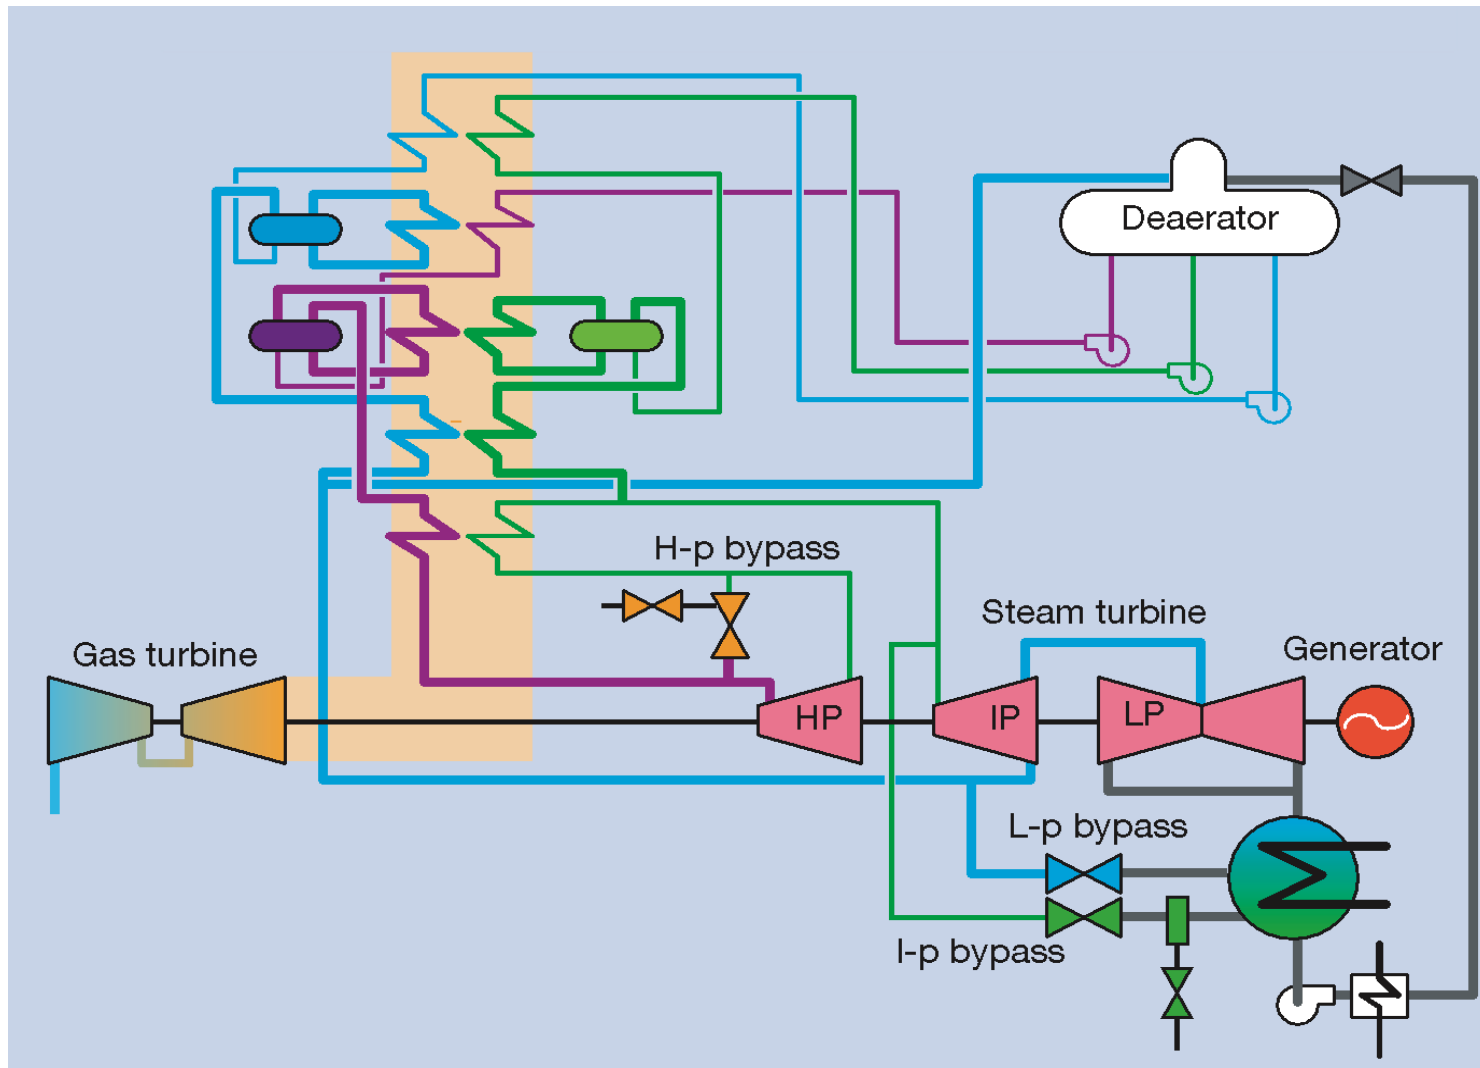 Deaerator
H-p bypass
Steam turbine
Gas turbine
Generator
HP
IP
LP
L-p bypass
I-p bypass